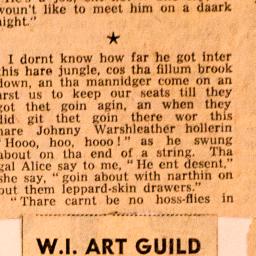 woun't like to meet him on a daark
night."
★
I dornt know how far he got inter
this hare jungle, cos tha fillum brook
down, an tha mannidger come on an
arst us to keep our seats till they
got thet goin agin, an when they
did git thet goin there wor this
hare Johnny Warshleather hollerin
"Hooo, hoo, hooo!" as he swung
about on tha end of a string. Tha
gal Alice say to me, "He ent desent,"
she say, "goin about with narthin on
but them leppard-skin drawers."
"Thare carnt be no hoss-flies in
W.I. ART GUILD